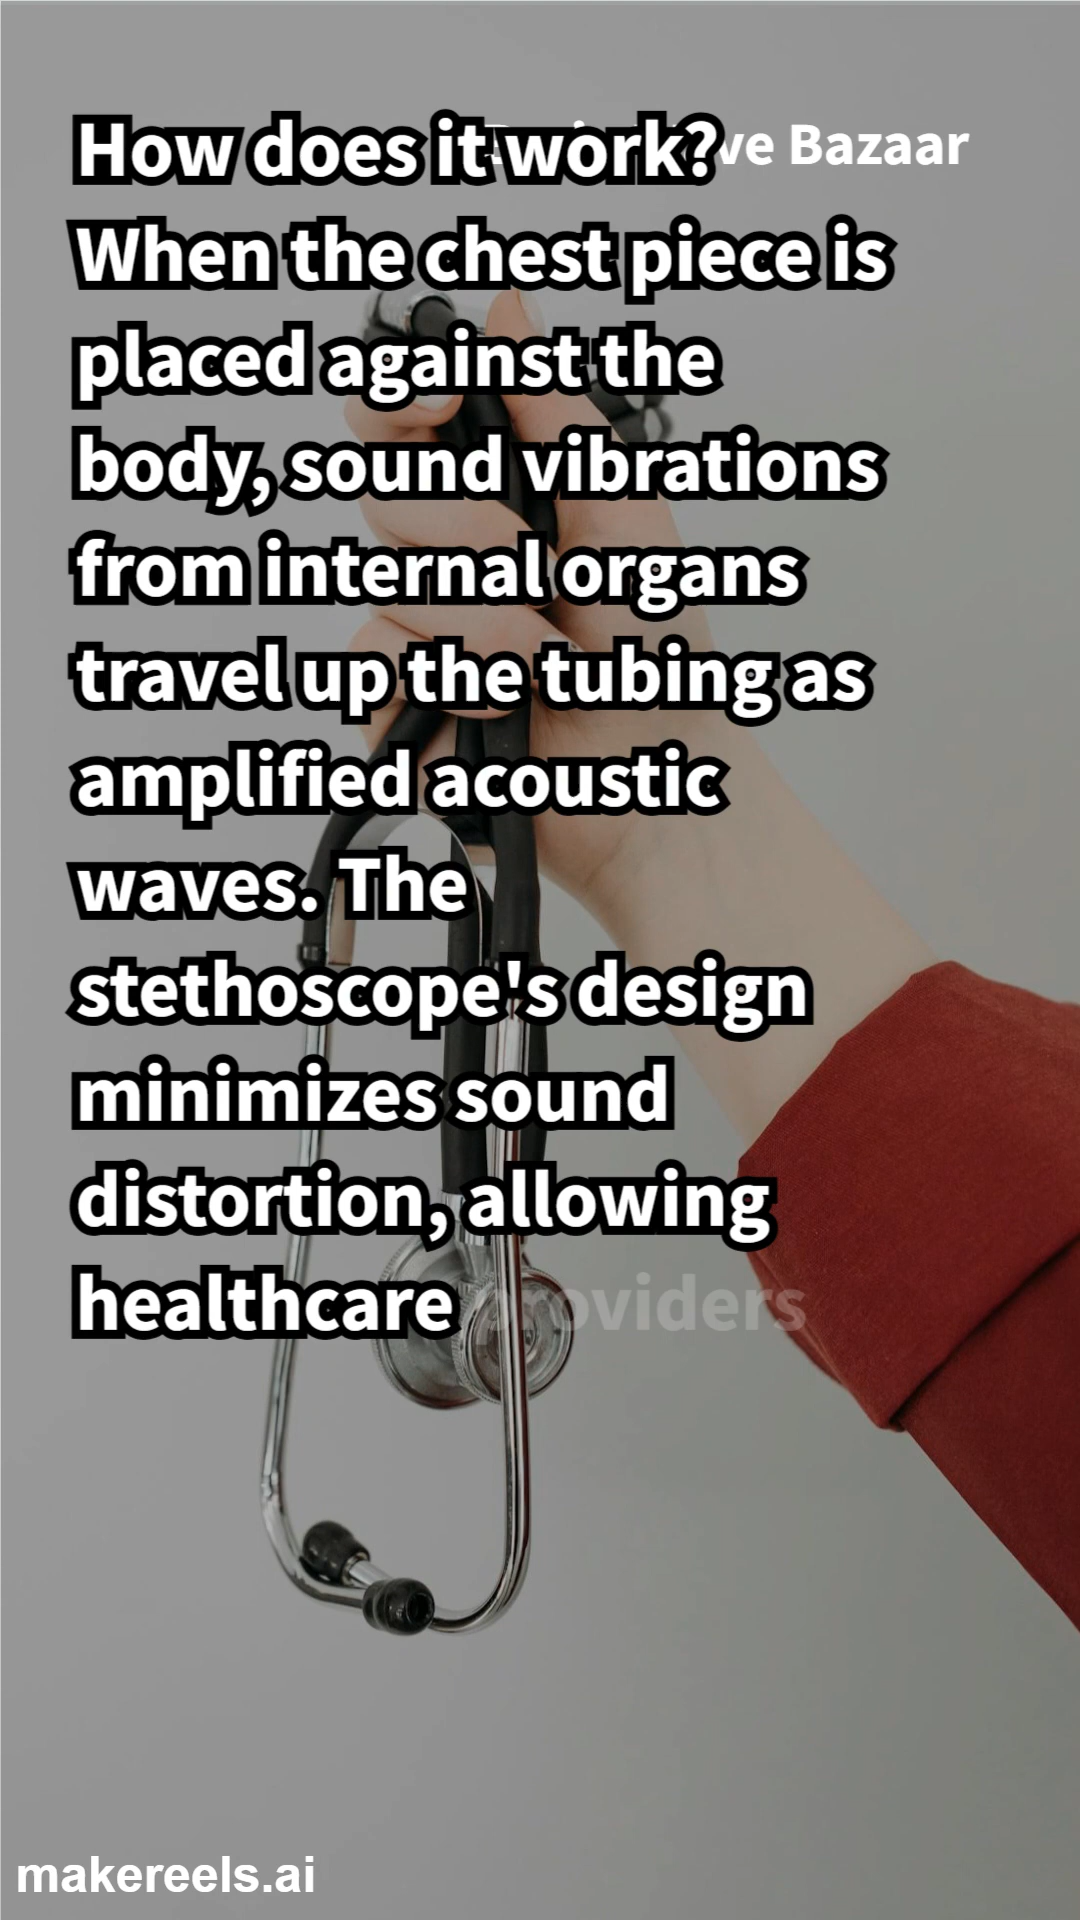 How does it work?
ve Bazaar
When the chest piece is
placed against the
body, sound vibrations
from internal organs
travel up the tubing as
amplified acoustic
waves. The
stethoscope's design
minimizes sound
distortion, allowing
healthcare providers
makereels.ai